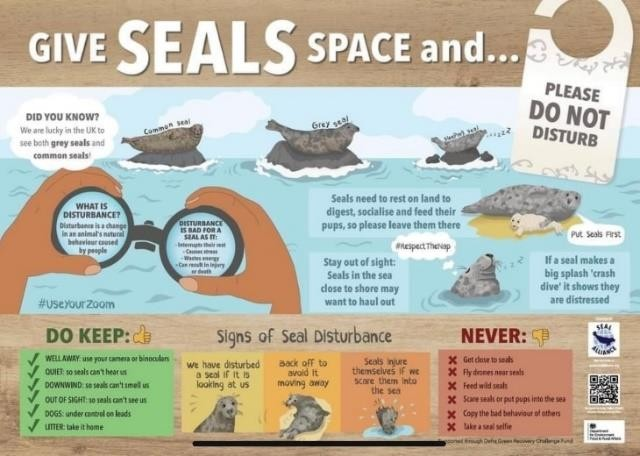 GIVE SEALS SPACE and...
PLEASE
DO NOT
DISTURB
DID YOU KNOW?
We are lucky in the UK to
see both grey seals and
common seals!
Common seal
Grey seal
Sleeping seal
zzzz
WHAT IS
DISTURBANCE?
Disturbance is a change
in an animal's natural
behaviour caused
by people
DISTURBANCE
IS BAD FOR A
SEAL AS IT:
- Interrupts their rest
- Causes stress
- Wastes energy
- Can result in injury
or death
#UseYourZoom
Seals need to rest on land to
digest, socialise and feed their
pups, so please leave them there
Put Seals First
#RespectTheNap
Stay out of sight:
Seals in the sea
close to shore may
want to haul out
If a seal makes a
big splash 'crash
dive' it shows they
are distressed
DO KEEP:
WELL AWAY: use your camera or binoculars
QUIET: so seals can't hear us
DOWNWIND: so seals can't smell us
OUT OF SIGHT: so seals can't see us
DOGS: under control on leads
LITTER: take it home
Signs of Seal Disturbance
We have disturbed
a seal if it is
looking at us
Back off to
avoid it
moving away
Seals injure
themselves if we
scare them into
the sea
NEVER:
Get close to seals
Fly drones near seals
Feed wild seals
Scare seals or put pups into the sea
Copy the bad behaviour of others
Take a seal selfie
SEAL
ALLIANCE
Department
for Environment
Food & Rural Affairs
through Defra Green Recovery Challenge Fund